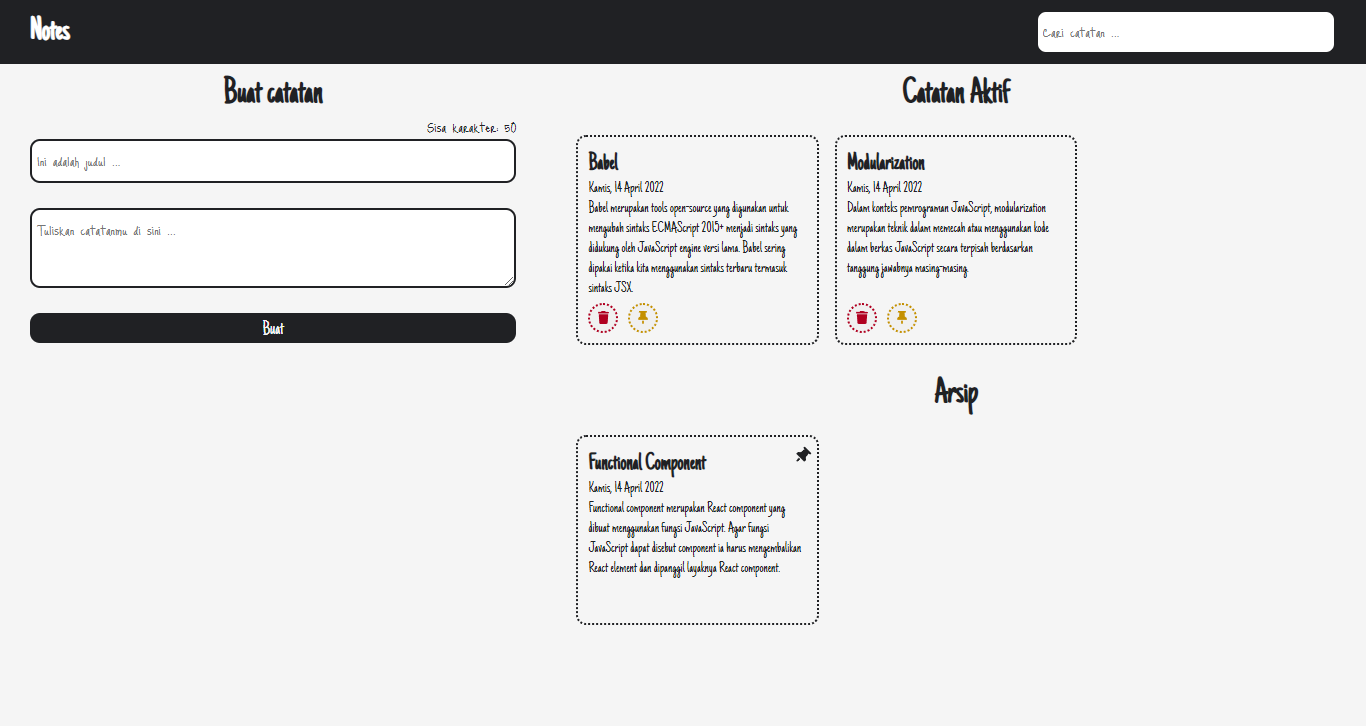 Notes
Cari catatan ...
Buat catatan
Sisa karakter: 50
Ini adalah judul ...
Tuliskan catatanmu di sini ...
Buat
Catatan Aktif
Babel
Kamis, 14 April 2022
Babel merupakan tools open-source yang digunakan untuk
mengubah sintaks ECMAScript 2015+ menjadi sintaks yang
didukung oleh JavaScript engine versi lama. Babel sering
dipakai ketika kita menggunakan sintaks terbaru termasuk
sintaks JSX.
Modularization
Kamis, 14 April 2022
Dalam konteks pemrograman JavaScript, modularization
merupakan teknik dalam memecah atau menggunakan kode
dalam berkas JavaScript secara terpisah berdasarkan
tanggung jawabnya masing-masing.
Arsip
Functional Component
Kamis, 14 April 2022
Functional component merupakan React component yang
dibuat menggunakan fungsi JavaScript. Agar fungsi
JavaScript dapat disebut component ia harus mengembalikan
React element dan dipanggil layaknya React component.